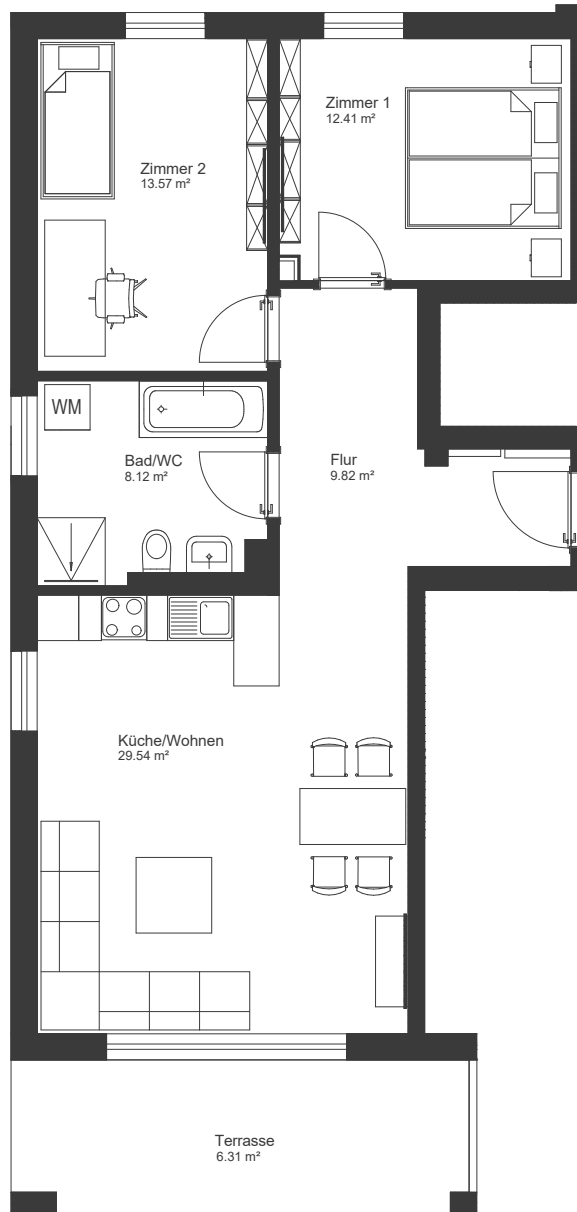 Zimmer 1
12.41 m²
Zimmer 2
13.57 m²
WM
Bad/WC
8.12 m²
Flur
9.82 m²
Küche/Wohnen
29.54 m²
Terrasse
6.31 m²